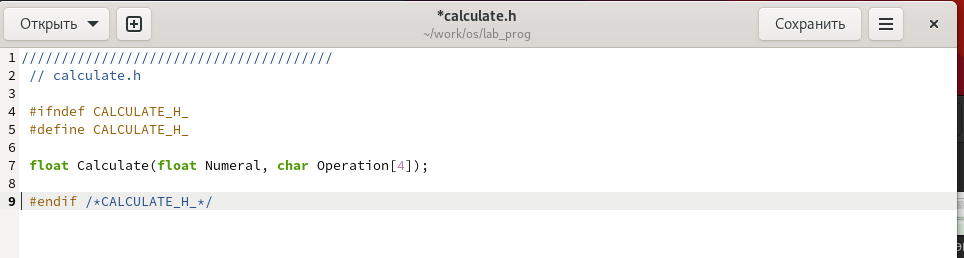 Открыть
*calculate.h
~/work/os/lab_prog
Сохранить
1 ///////////////////////////////////////
2 // calculate.h
3
4 #ifndef CALCULATE_H_
5 #define CALCULATE_H_
6
7 float Calculate(float Numeral, char Operation[4]);
8
9 #endif /*CALCULATE_H_*/